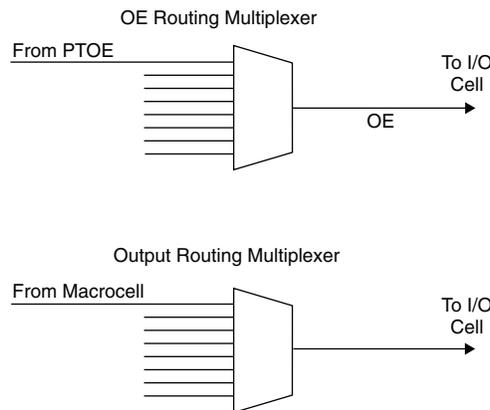 OE Routing Multiplexer
From PTOE
To I/O
Cell
OE
Output Routing Multiplexer
From Macrocell
To I/O
Cell